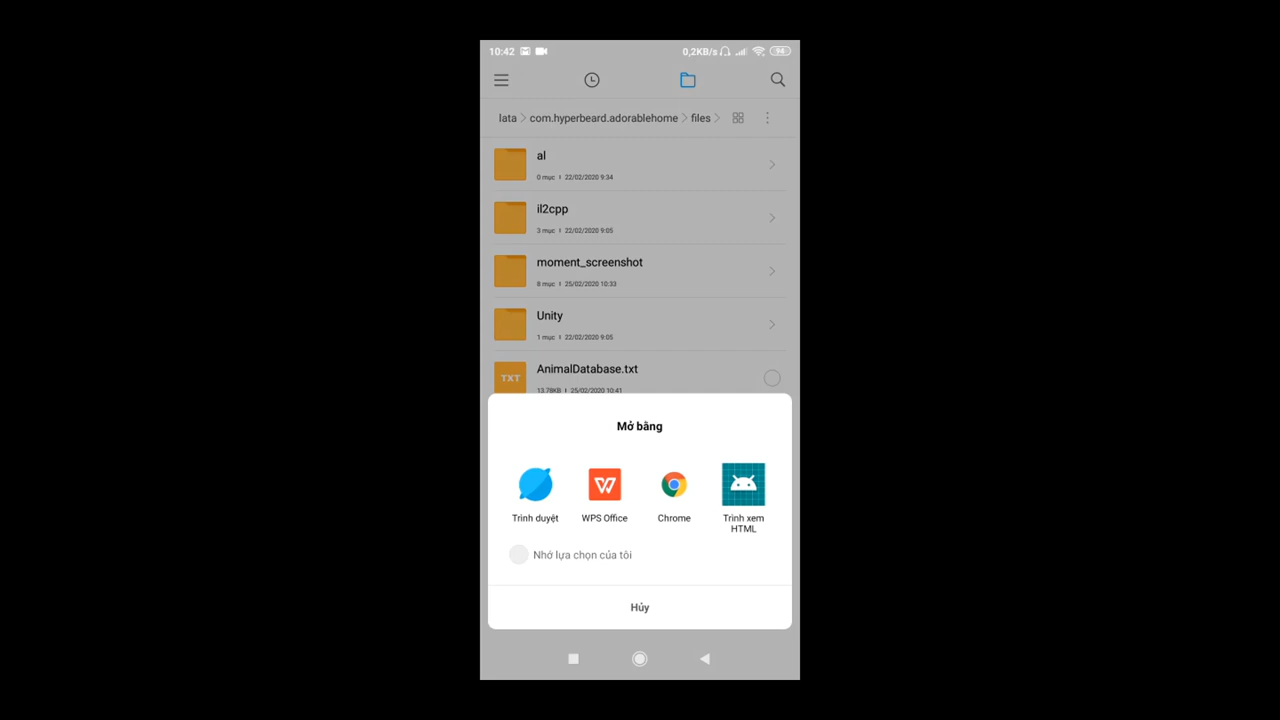 10:42 0,2KB/s 94
lata > com.hyperbeard.adorablehome > files >
al
0 mục I 22/02/2020 9:34
il2cpp
3 mục I 22/02/2020 9:05
moment_screenshot
8 mục I 25/02/2020 10:33
Unity
1 mục I 22/02/2020 9:05
TXT
AnimalDatabase.txt
13.78KB I 25/02/2020 10:41
Mở bằng
Trình duyệt
WPS Office
Chrome
Trình xem
HTML
Nhớ lựa chọn của tôi
Hủy